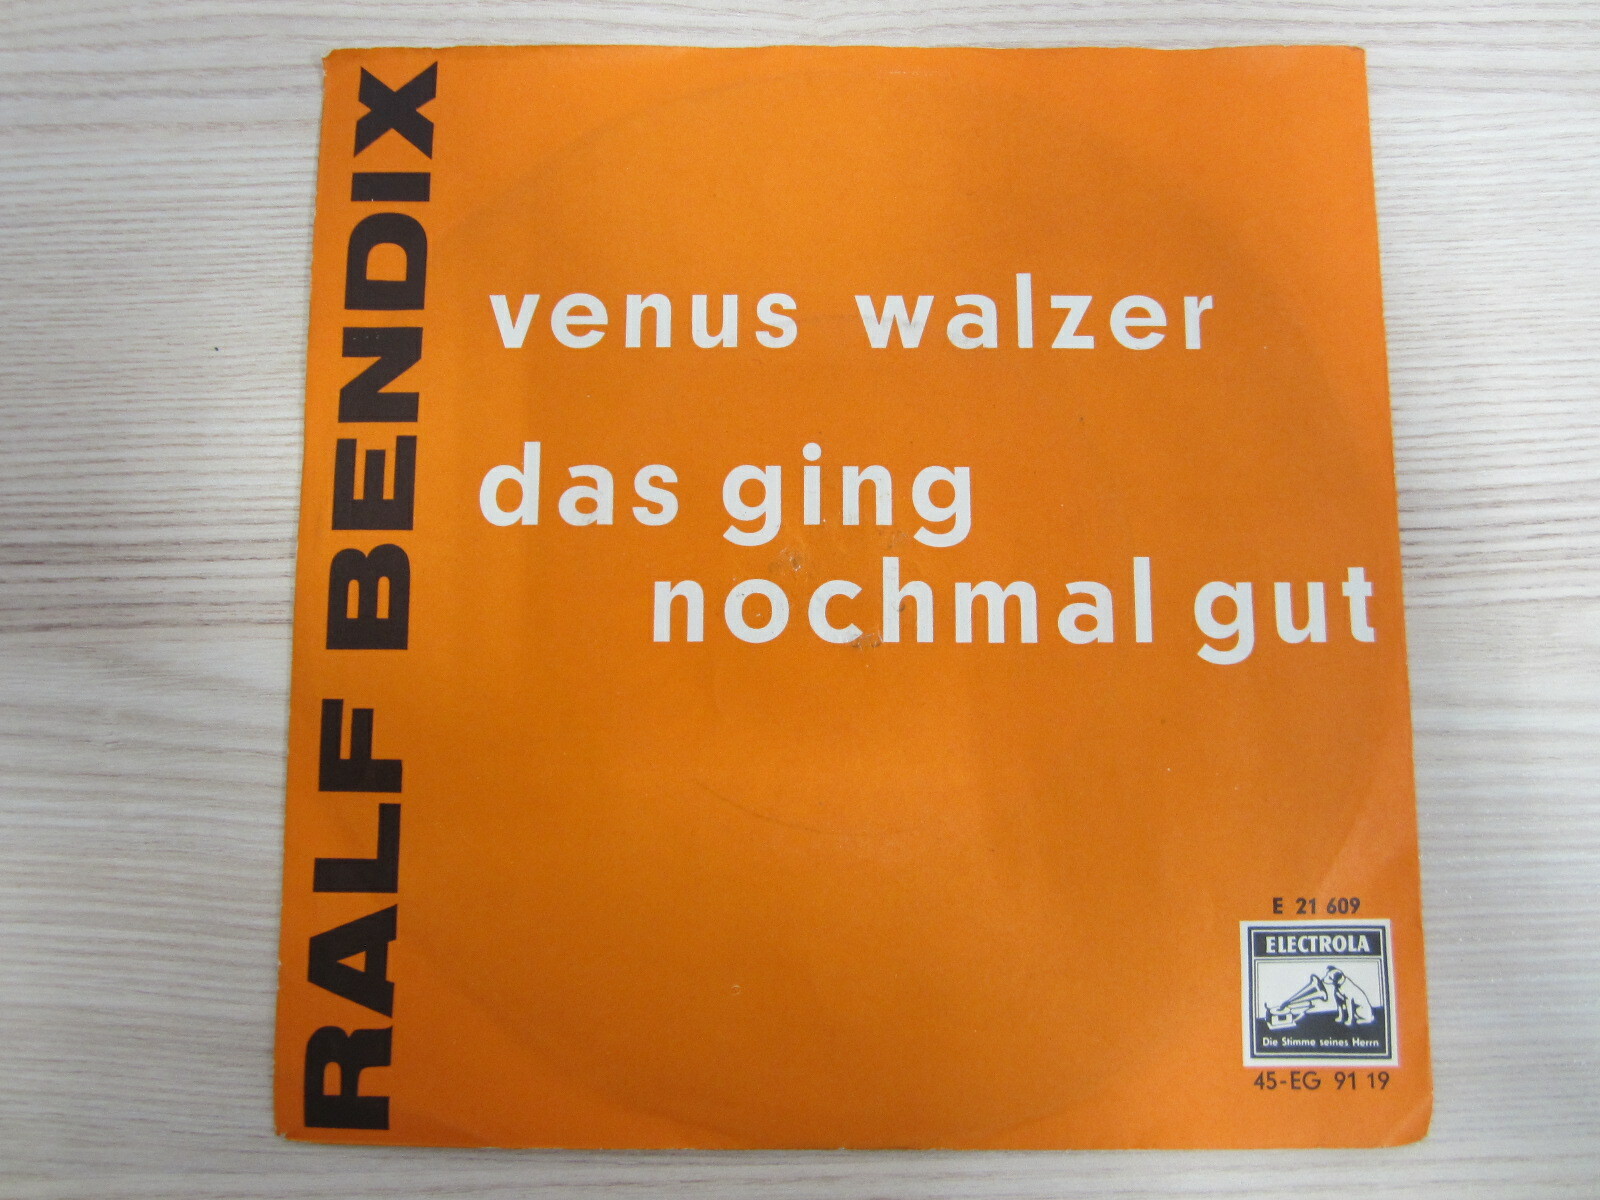 RALF BENDIX
venus walzer
das ging
nochmal gut
E 21 609
ELECTROLA
Die Stimme seines Herrn
45-EG 91 19